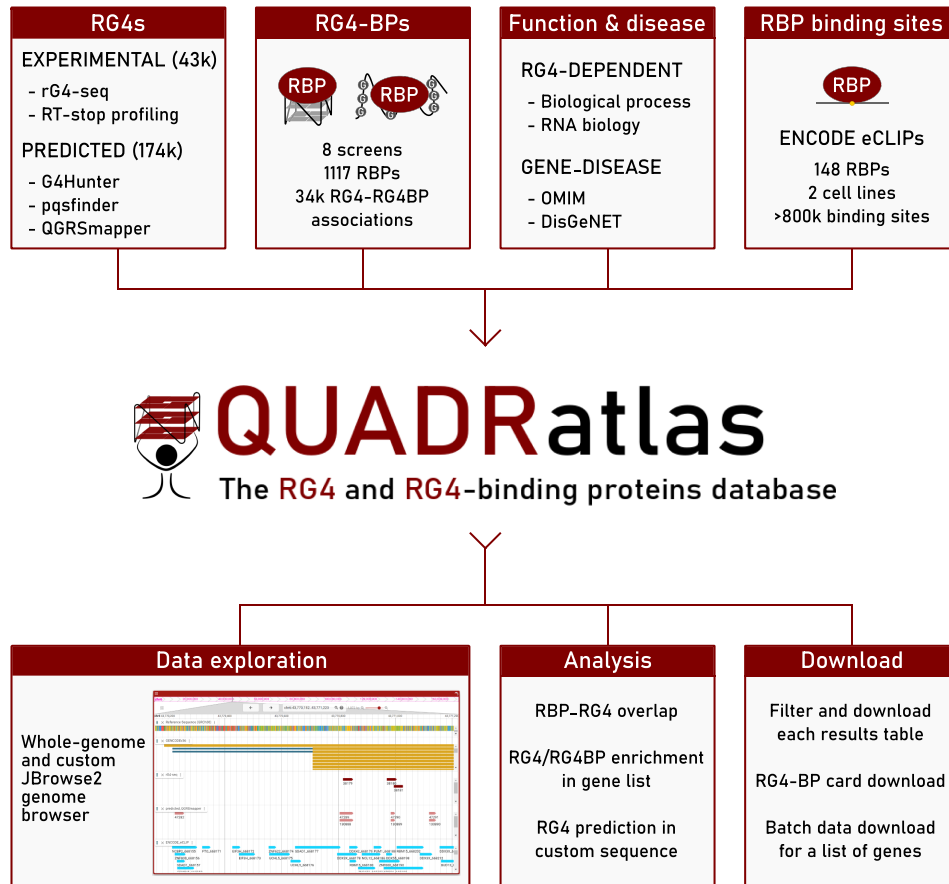 RG4s
EXPERIMENTAL (43k)
- rG4-seq
- RT-stop profiling
PREDICTED (174k)
- G4Hunter
- pqsfinder
- QGRSmapper
RG4-BPs
RBP
RBP
G
G
G
G
G
G
G
G
8 screens
1117 RBPs
34k RG4-RG4BP
associations
Function & disease
RG4-DEPENDENT
- Biological process
- RNA biology
GENE-DISEASE
- OMIM
- DisGeNET
RBP binding sites
RBP
ENCODE eCLIPs
148 RBPs
2 cell lines
>800k binding sites
QUADRatlas
The RG4 and RG4-binding proteins database
Data exploration
Whole-genome
and custom
JBrowse2
genome
browser
Analysis
RBP-RG4 overlap
RG4/RG4BP enrichment
in gene list
RG4 prediction in
custom sequence
Download
Filter and download
each results table
RG4-BP card download
Batch data download
for a list of genes